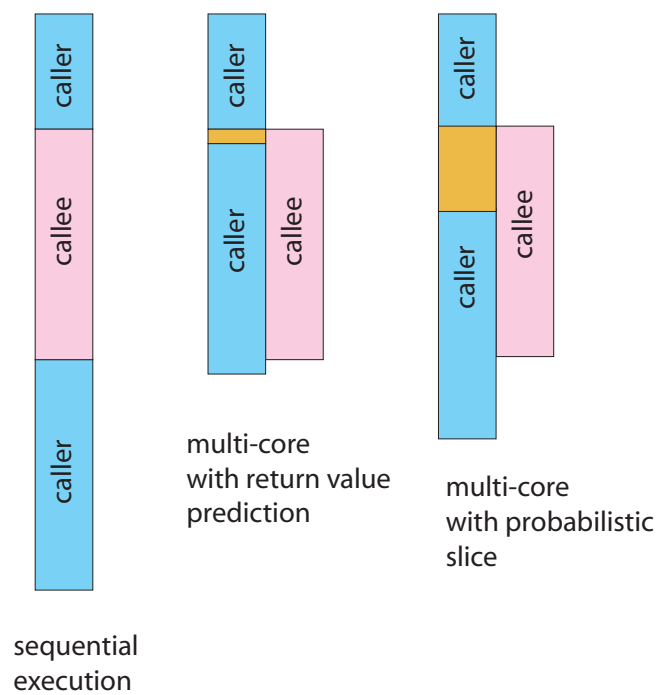 caller
callee
caller
sequential
execution
caller
caller
callee
multi-core
with return value
prediction
caller
caller
callee
multi-core
with probabilistic
slice